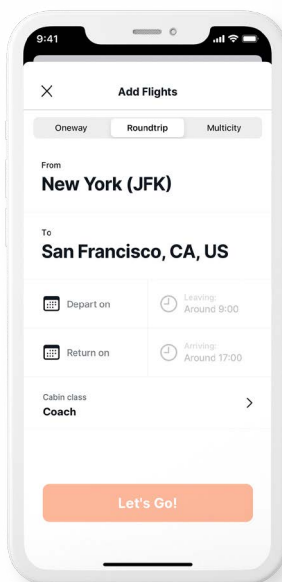 9:41
Add Flights
Oneway Roundtrip Multicity
From
New York (JFK)
To
San Francisco, CA, US
Depart on
Leaving:
Around 9:00
Return on
Arriving:
Around 17:00
Cabin class
Coach
Let's Go!